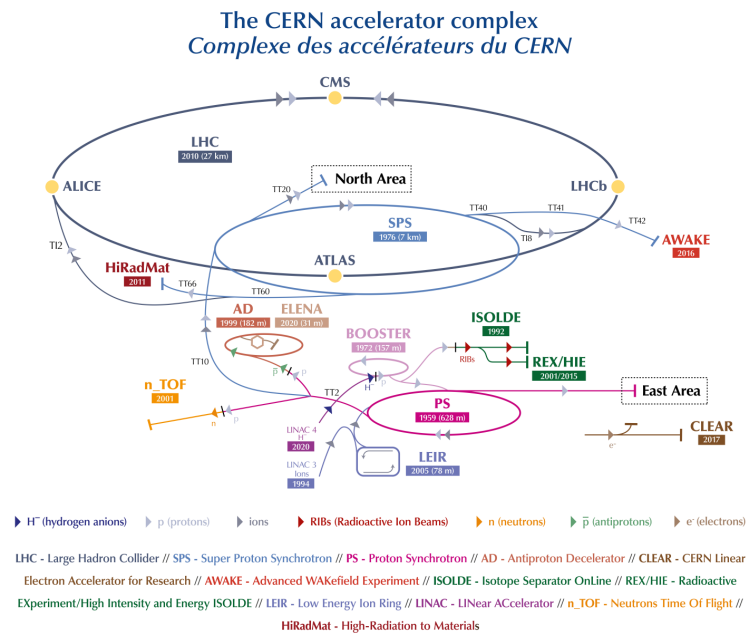 The CERN accelerator complex
Complexe des accélérateurs du CERN
CMS
LHC
2010 (27 km)
ALICE
TT20
North Area
LHCb
TT40
TT41
SPS
1976 (7 km)
TT42
TI8
TI2
AWAKE
2016
ATLAS
HiRadMat
2011
TT66
TT60
AD
1999 (182 m)
ELENA
2020 (31 m)
ISOLDE
1992
BOOSTER
1972 (157 m)
RIBs
REX/HIE
2001/2015
TT10
p̅
p
H⁻
p
n_TOF
2001
TT2
East Area
PS
1959 (628 m)
n
p
LINAC 4
H⁻
2020
CLEAR
2017
e⁻
LINAC 3
Ions
1994
LEIR
2005 (78 m)
H⁻ (hydrogen anions)
p (protons)
ions
RIBs (Radioactive Ion Beams)
n (neutrons)
p̅ (antiprotons)
e⁻ (electrons)
LHC - Large Hadron Collider // SPS - Super Proton Synchrotron // PS - Proton Synchrotron // AD - Antiproton Decelerator // CLEAR - CERN Linear
Electron Accelerator for Research // AWAKE - Advanced WAKefield Experiment // ISOLDE - Isotope Separator OnLine // REX/HIE - Radioactive
EXperiment/High Intensity and Energy ISOLDE // LEIR - Low Energy Ion Ring // LINAC - LINear ACcelerator // n_TOF - Neutrons Time Of Flight //
HiRadMat - High-Radiation to Materials